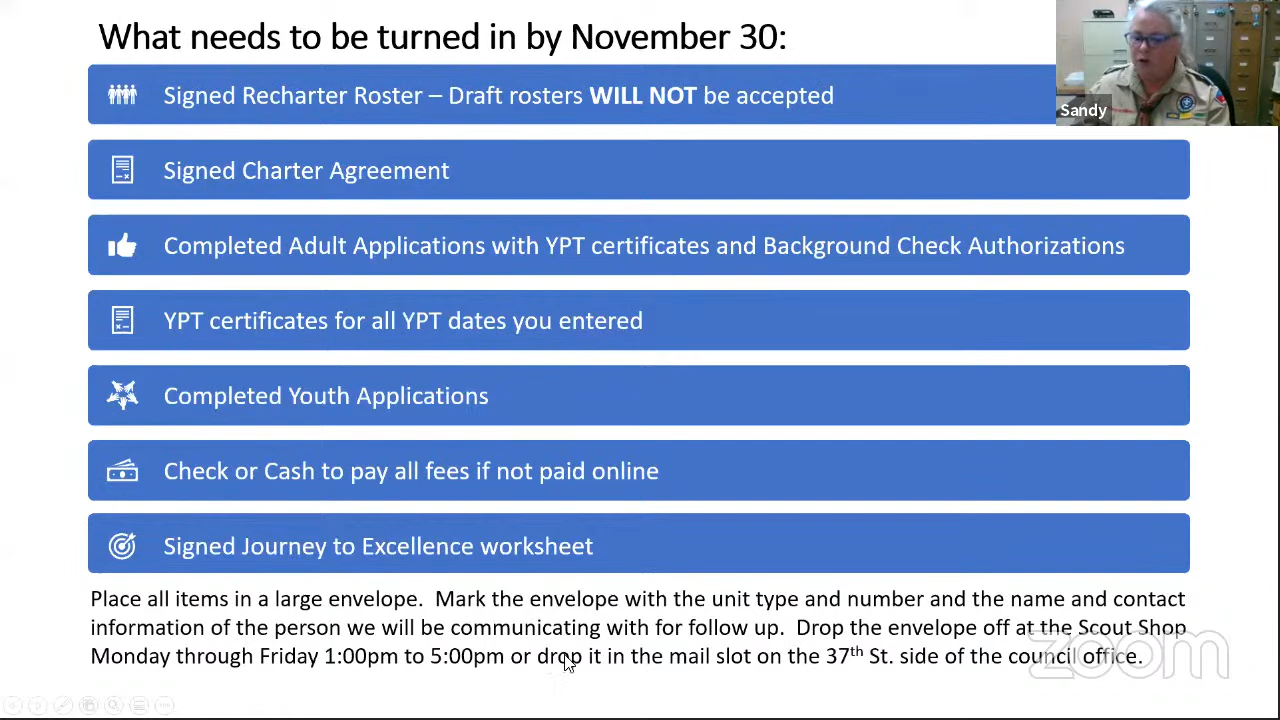 What needs to be turned in by November 30:
Sandy
Signed Recharter Roster – Draft rosters WILL NOT be accepted
Signed Charter Agreement
Completed Adult Applications with YPT certificates and Background Check Authorizations
YPT certificates for all YPT dates you entered
Completed Youth Applications
Check or Cash to pay all fees if not paid online
Signed Journey to Excellence worksheet
Place all items in a large envelope.  Mark the envelope with the unit type and number and the name and contact
information of the person we will be communicating with for follow up.  Drop the envelope off at the Scout Shop
Monday through Friday 1:00pm to 5:00pm or drop it in the mail slot on the 37th St. side of the council office.
zoom